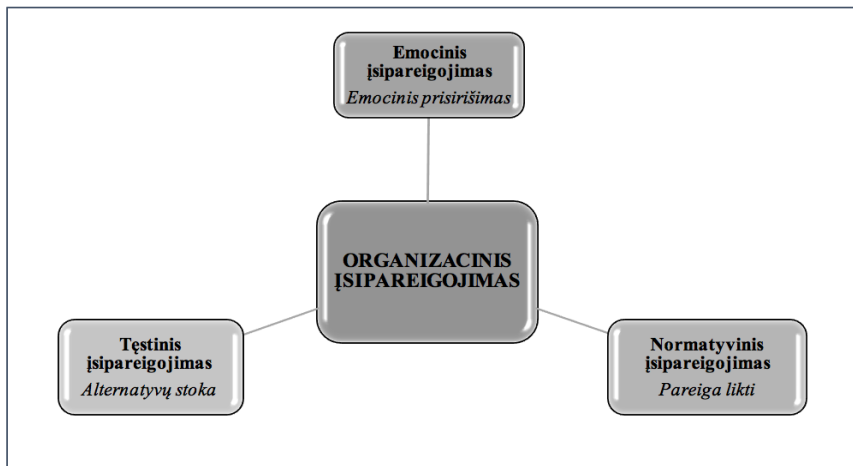 Emocinis
įsipareigojimas
Emocinis prisirišimas
ORGANIZACINIS
ĮSIPAREIGOJIMAS
Tęstinis
įsipareigojimas
Alternatyvų stoka
Normatyvinis
įsipareigojimas
Pareiga likti